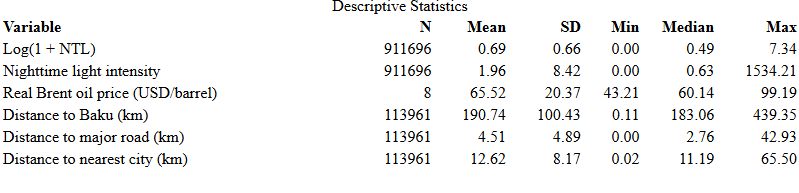 Descriptive Statistics
Variable N Mean SD Min Median Max
Log(1 + NTL) 911696 0.69 0.66 0.00 0.49 7.34
Nighttime light intensity 911696 1.96 8.42 0.00 0.63 1534.21
Real Brent oil price (USD/barrel) 8 65.52 20.37 43.21 60.14 99.19
Distance to Baku (km) 113961 190.74 100.43 0.11 183.06 439.35
Distance to major road (km) 113961 4.51 4.89 0.00 2.76 42.93
Distance to nearest city (km) 113961 12.62 8.17 0.02 11.19 65.50